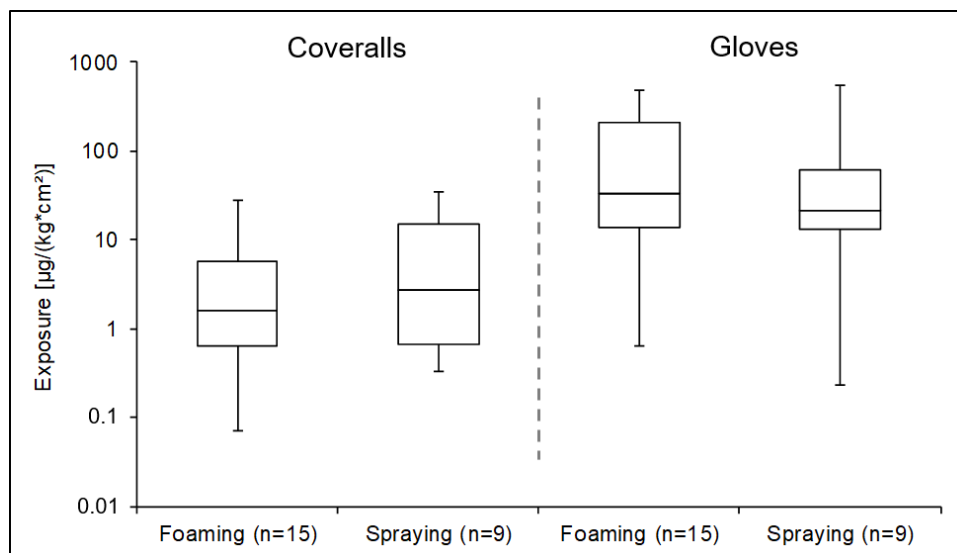 Coveralls
Gloves
Exposure [µg/(kg*cm²)]
1000
100
10
1
0.1
0.01
Foaming (n=15)
Spraying (n=9)
Foaming (n=15)
Spraying (n=9)